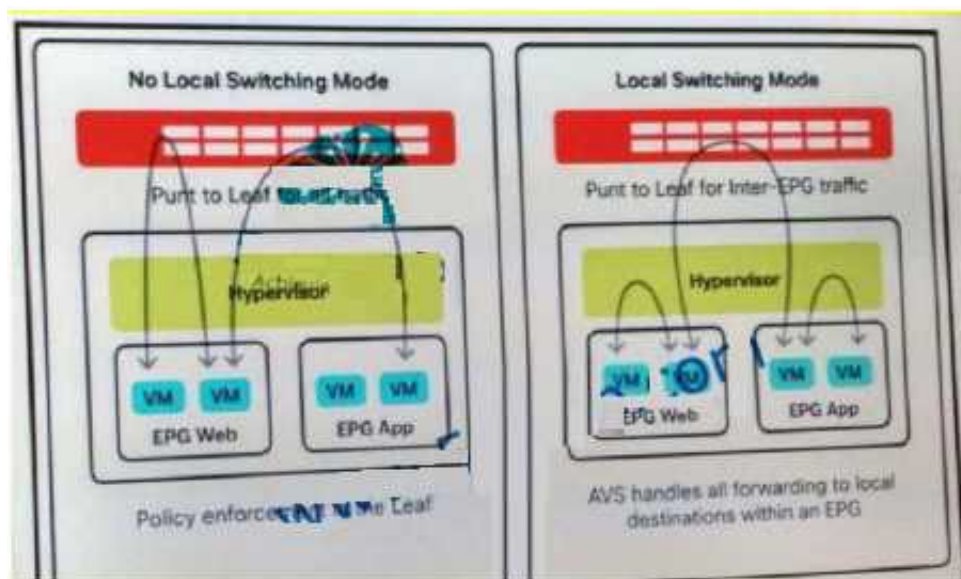 No Local Switching Mode
Punt to Leaf for
Hypervisor
VM VM
EPG Web
VM VM
EPG App
Policy Leaf
Local Switching Mode
Punt to Leaf for Inter-EPG traffic
Hypervisor
VM
EPG Web
VM VM
EPG App
AVS handles all forwarding to local
destinations within an EPG